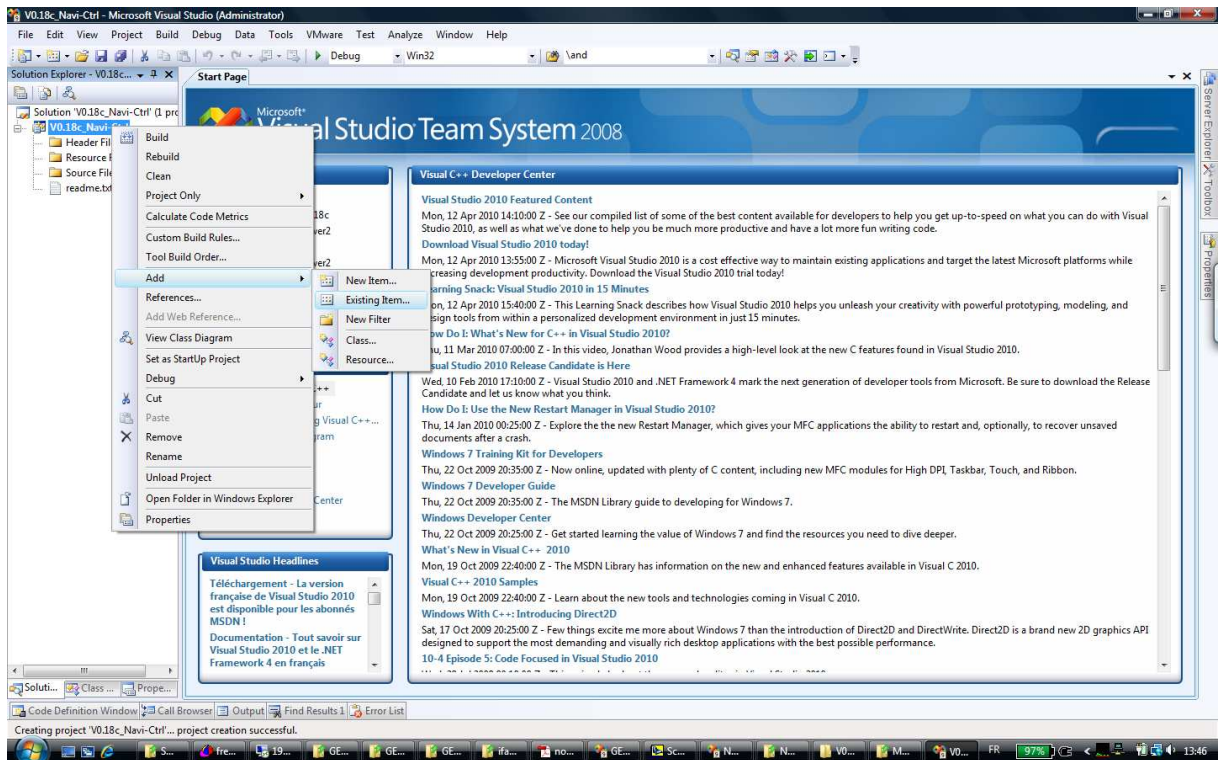 V0.18c_Navi-Ctrl - Microsoft Visual Studio (Administrator)
File Edit View Project Build Debug Data Tools VMware Test Analyze Window Help
Debug Win32 \and
Solution Explorer - V0.18c...
Start Page
Solution 'V0.18c_Navi-Ctrl' (1 pro
V0.18c_Navi-Ctrl
Header Fil
Resource F
Source File
readme.txt
Build
Rebuild
Clean
Project Only
Calculate Code Metrics
Custom Build Rules...
Tool Build Order...
Add
References...
Add Web Reference...
View Class Diagram
Set as StartUp Project
Debug
Cut
Paste
Remove
Rename
Unload Project
Open Folder in Windows Explorer
Properties
New Item...
Existing Item...
New Filter
Class...
Resource...
Microsoft
Visual Studio Team System 2008
18c
ver2
ver2
C++
ur
g Visual C++...
gram
Center
Visual Studio Headlines
Téléchargement - La version
française de Visual Studio 2010
est disponible pour les abonnés
MSDN !
Documentation - Tout savoir sur
Visual Studio 2010 et le .NET
Framework 4 en français
Visual C++ Developer Center
Visual Studio 2010 Featured Content
Mon, 12 Apr 2010 14:10:00 Z - See our compiled list of some of the best content available for developers to help you get up-to-speed on what you can do with Visual
Studio 2010, as well as what we've done to help you be much more productive and have a lot more fun writing code.
Download Visual Studio 2010 today!
Mon, 12 Apr 2010 13:55:00 Z - Microsoft Visual Studio 2010 is a cost effective way to maintain existing applications and target the latest Microsoft platforms while
creasing development productivity. Download the Visual Studio 2010 trial today!
earning Snack: Visual Studio 2010 in 15 Minutes
on, 12 Apr 2010 15:40:00 Z - This Learning Snack describes how Visual Studio 2010 helps you unleash your creativity with powerful prototyping, modeling, and
sign tools from within a personalized development environment in just 15 minutes.
ow Do I: What's New for C++ in Visual Studio 2010?
hu, 11 Mar 2010 07:00:00 Z - In this video, Jonathan Wood provides a high-level look at the new C features found in Visual Studio 2010.
sual Studio 2010 Release Candidate is Here
Wed, 10 Feb 2010 17:10:00 Z - Visual Studio 2010 and .NET Framework 4 mark the next generation of developer tools from Microsoft. Be sure to download the Release
Candidate and let us know what you think.
How Do I: Use the New Restart Manager in Visual Studio 2010?
Thu, 14 Jan 2010 00:25:00 Z - Explore the the new Restart Manager, which gives your MFC applications the ability to restart and, optionally, to recover unsaved
documents after a crash.
Windows 7 Training Kit for Developers
Thu, 22 Oct 2009 20:35:00 Z - Now online, updated with plenty of C content, including new MFC modules for High DPI, Taskbar, Touch, and Ribbon.
Windows 7 Developer Guide
Thu, 22 Oct 2009 20:35:00 Z - The MSDN Library guide to developing for Windows 7.
Windows Developer Center
Thu, 22 Oct 2009 20:25:00 Z - Get started learning the value of Windows 7 and find the resources you need to dive deeper.
What's New in Visual C++ 2010
Mon, 19 Oct 2009 22:40:00 Z - The MSDN Library has information on the new and enhanced features available in Visual C 2010.
Visual C++ 2010 Samples
Mon, 19 Oct 2009 22:40:00 Z - Learn about the new tools and technologies coming in Visual C 2010.
Windows With C++: Introducing Direct2D
Sat, 17 Oct 2009 20:25:00 Z - Few things excite me more about Windows 7 than the introduction of Direct2D and DirectWrite. Direct2D is a brand new 2D graphics API
designed to support the most demanding and visually rich desktop applications with the best possible performance.
10-4 Episode 5: Code Focused in Visual Studio 2010
Server Explorer
Toolbox
Properties
Soluti... Class ... Prope...
Code Definition Window Call Browser Output Find Results 1 Error List
Creating project 'V0.18c_Navi-Ctrl'... project creation successful.
S... fre... 19... GE... GE... GE... ifa... no... GE... Sc... N... N... V0... M... V0... FR 97% 13:46